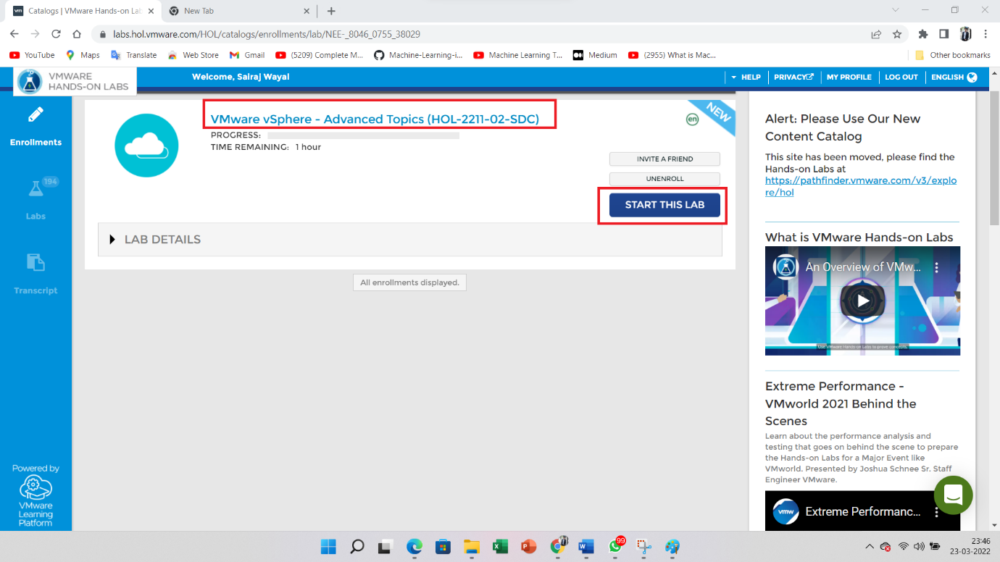 Catalogs | VMware Hands-on La
New Tab
labs.hol.vmware.com/HOL/catalogs/enrollments/lab/NEE-_8046_0755_38029
YouTube
Maps
Translate
Web Store
Gmail
(5209) Complete M...
Machine-Learning-i...
Machine Learning T...
Medium
(2955) What is Mac...
Other bookmarks
VMWARE
HANDS-ON LABS
Welcome, Sairaj Wayal
HELP
PRIVACY
MY PROFILE
LOG OUT
ENGLISH
Enrollments
194
Labs
Transcript
Powered by
VMware
Learning
Platform
VMware vSphere - Advanced Topics (HOL-2211-02-SDC)
PROGRESS:
TIME REMAINING: 1 hour
en
NEW
INVITE A FRIEND
UNENROLL
START THIS LAB
LAB DETAILS
All enrollments displayed.
Alert: Please Use Our New
Content Catalog
This site has been moved, please find the
Hands-on Labs at
https://pathfinder.vmware.com/v3/explo
re/hol
What is VMware Hands-on Labs
An Overview of VMw...
Use VMware Hands-on Labs to prove concepts,
Extreme Performance -
VMworld 2021 Behind the
Scenes
Learn about the performance analysis and
testing that goes on behind the scene to prepare
the Hands-on Labs for a Major Event like
VMworld. Presented by Joshua Schnee Sr. Staff
Engineer VMware.
vmw
Extreme Performanc...
99
23:46
23-03-2022